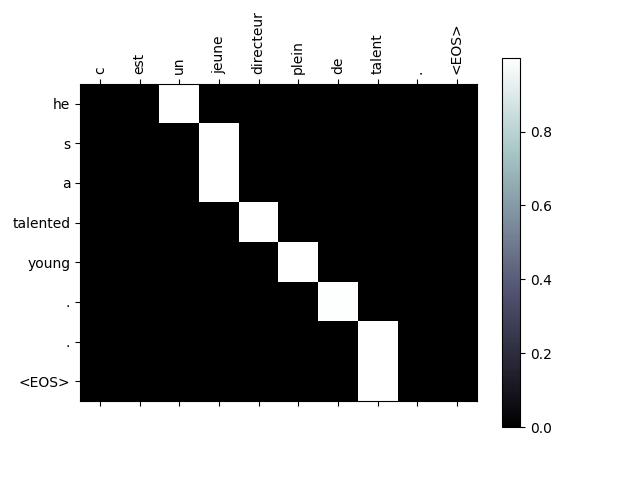 c est un jeune directeur plein de talent . <EOS>
he
s
a
talented
young
.
.
<EOS>
0.8
0.6
0.4
0.2
0.0